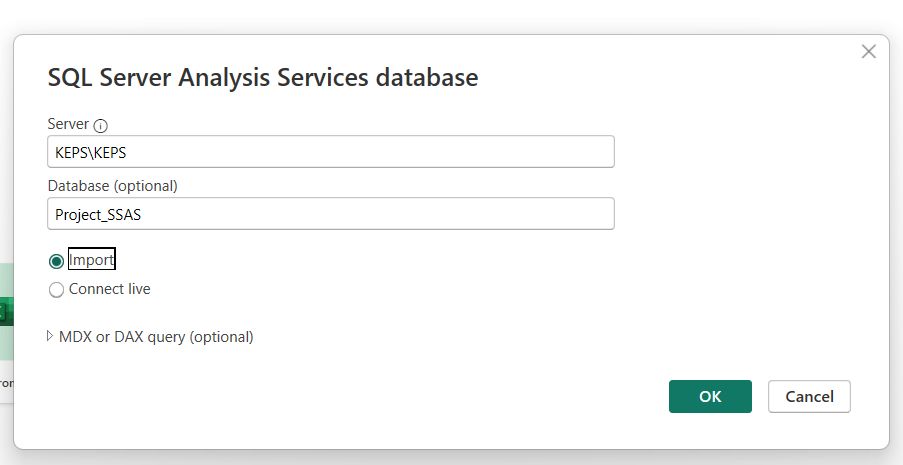 SQL Server Analysis Services database
Server
KEPS\KEPS
Database (optional)
Project_SSAS
Import
Connect live
MDX or DAX query (optional)
OK Cancel